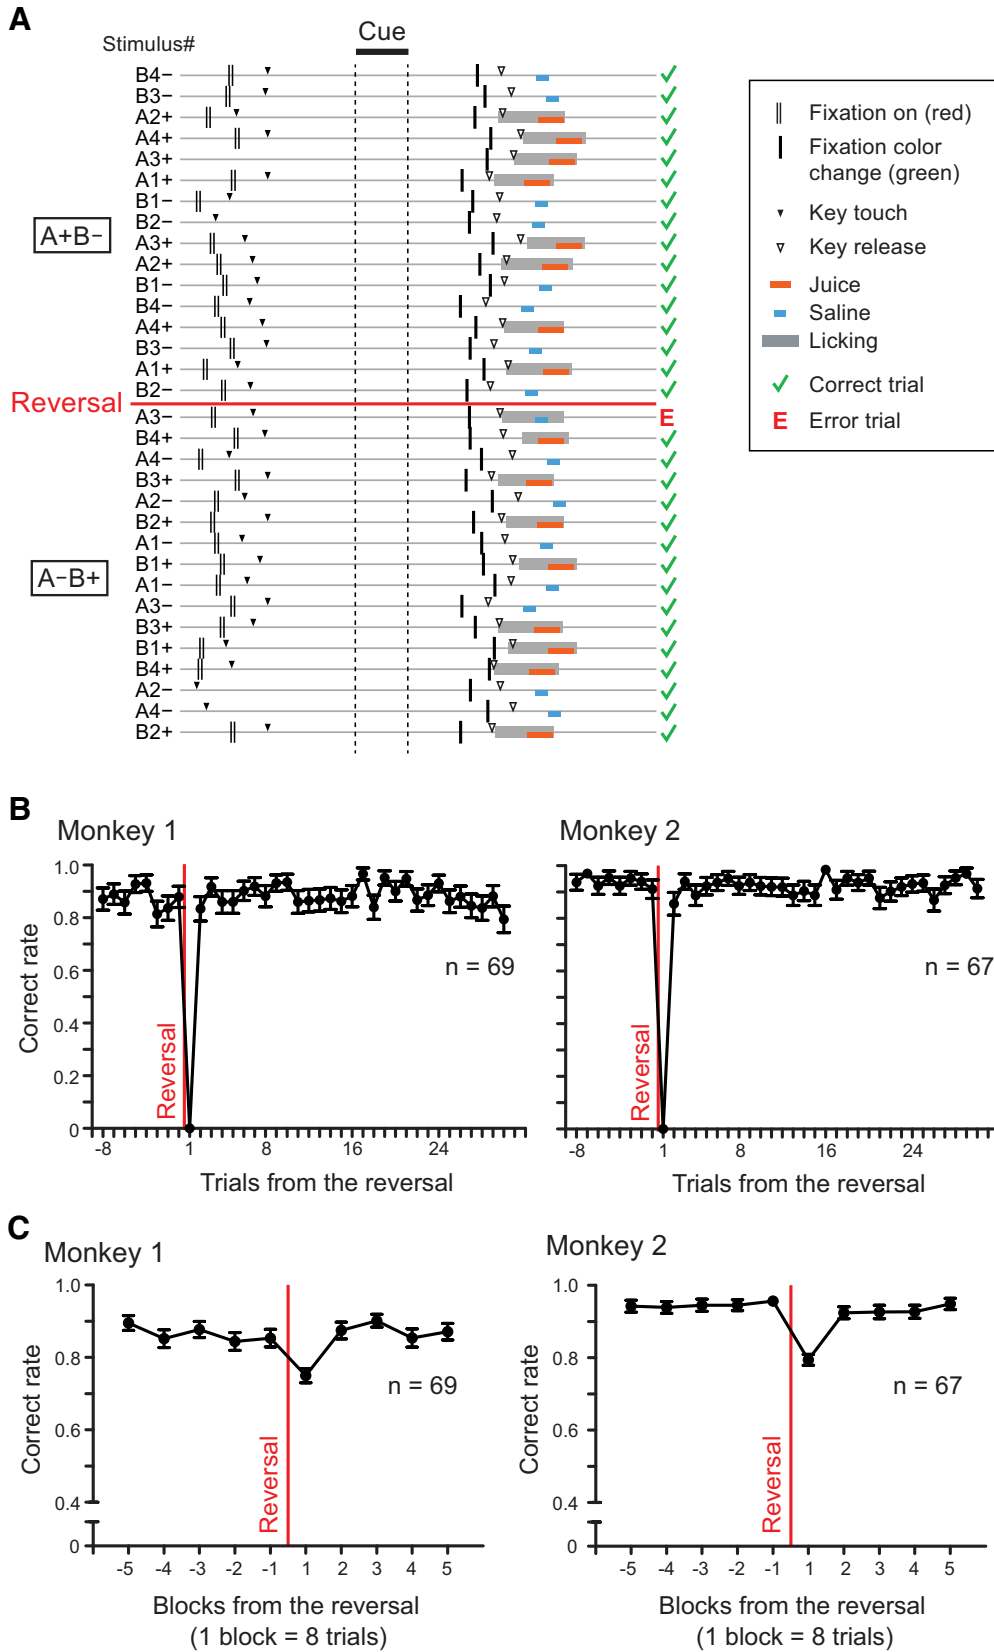 A
Stimulus#
Cue
B4−
B3−
A2+
A4+
A3+
A1+
B1−
B2−
A3+
A2+
B1−
B4−
A4+
B3−
A1+
B2−
A+B−
Reversal
A3−
E
B4+
A4−
B3+
A2−
B2+
A1−
B1+
A1−
A3−
B3+
B1+
B4+
A2−
A4−
B2+
A−B+
Fixation on (red)
Fixation color
change (green)
Key touch
Key release
Juice
Saline
Licking
Correct trial
E Error trial
B
Monkey 1
1.0
0.8
0.6
0.4
0.2
0
Correct rate
Reversal
n = 69
-8 1 8 16 24
Trials from the reversal
Monkey 2
Reversal
n = 67
-8 1 8 16 24
Trials from the reversal
C
Monkey 1
1.0
0.8
0.6
0.4
0
Correct rate
Reversal
n = 69
-5 -4 -3 -2 -1 1 2 3 4 5
Blocks from the reversal
(1 block = 8 trials)
Monkey 2
1.0
0.8
0.6
0.4
0
Correct rate
Reversal
n = 67
-5 -4 -3 -2 -1 1 2 3 4 5
Blocks from the reversal
(1 block = 8 trials)